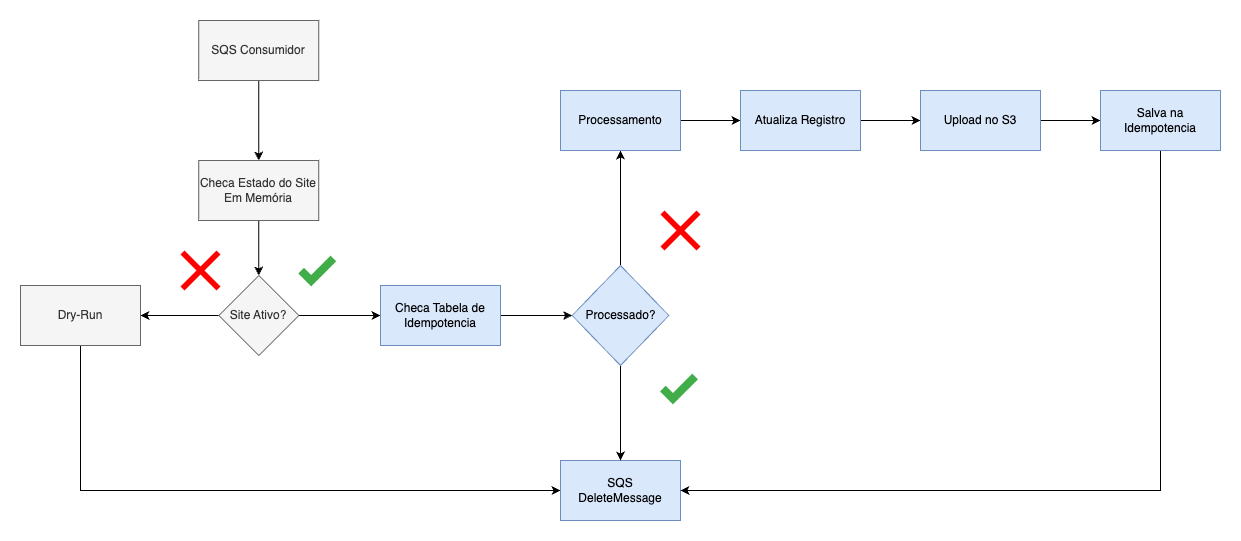 SQS Consumidor
Checa Estado do Site
Em Memória
Site Ativo?
Dry-Run
Checa Tabela de
Idempotencia
Processado?
Processamento
Atualiza Registro
Upload no S3
Salva na
Idempotencia
SQS
DeleteMessage